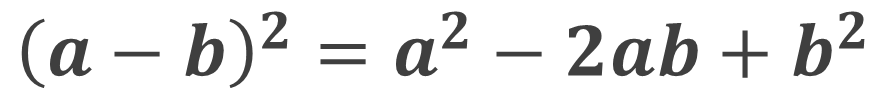 (a − b)² = a² − 2ab + b²